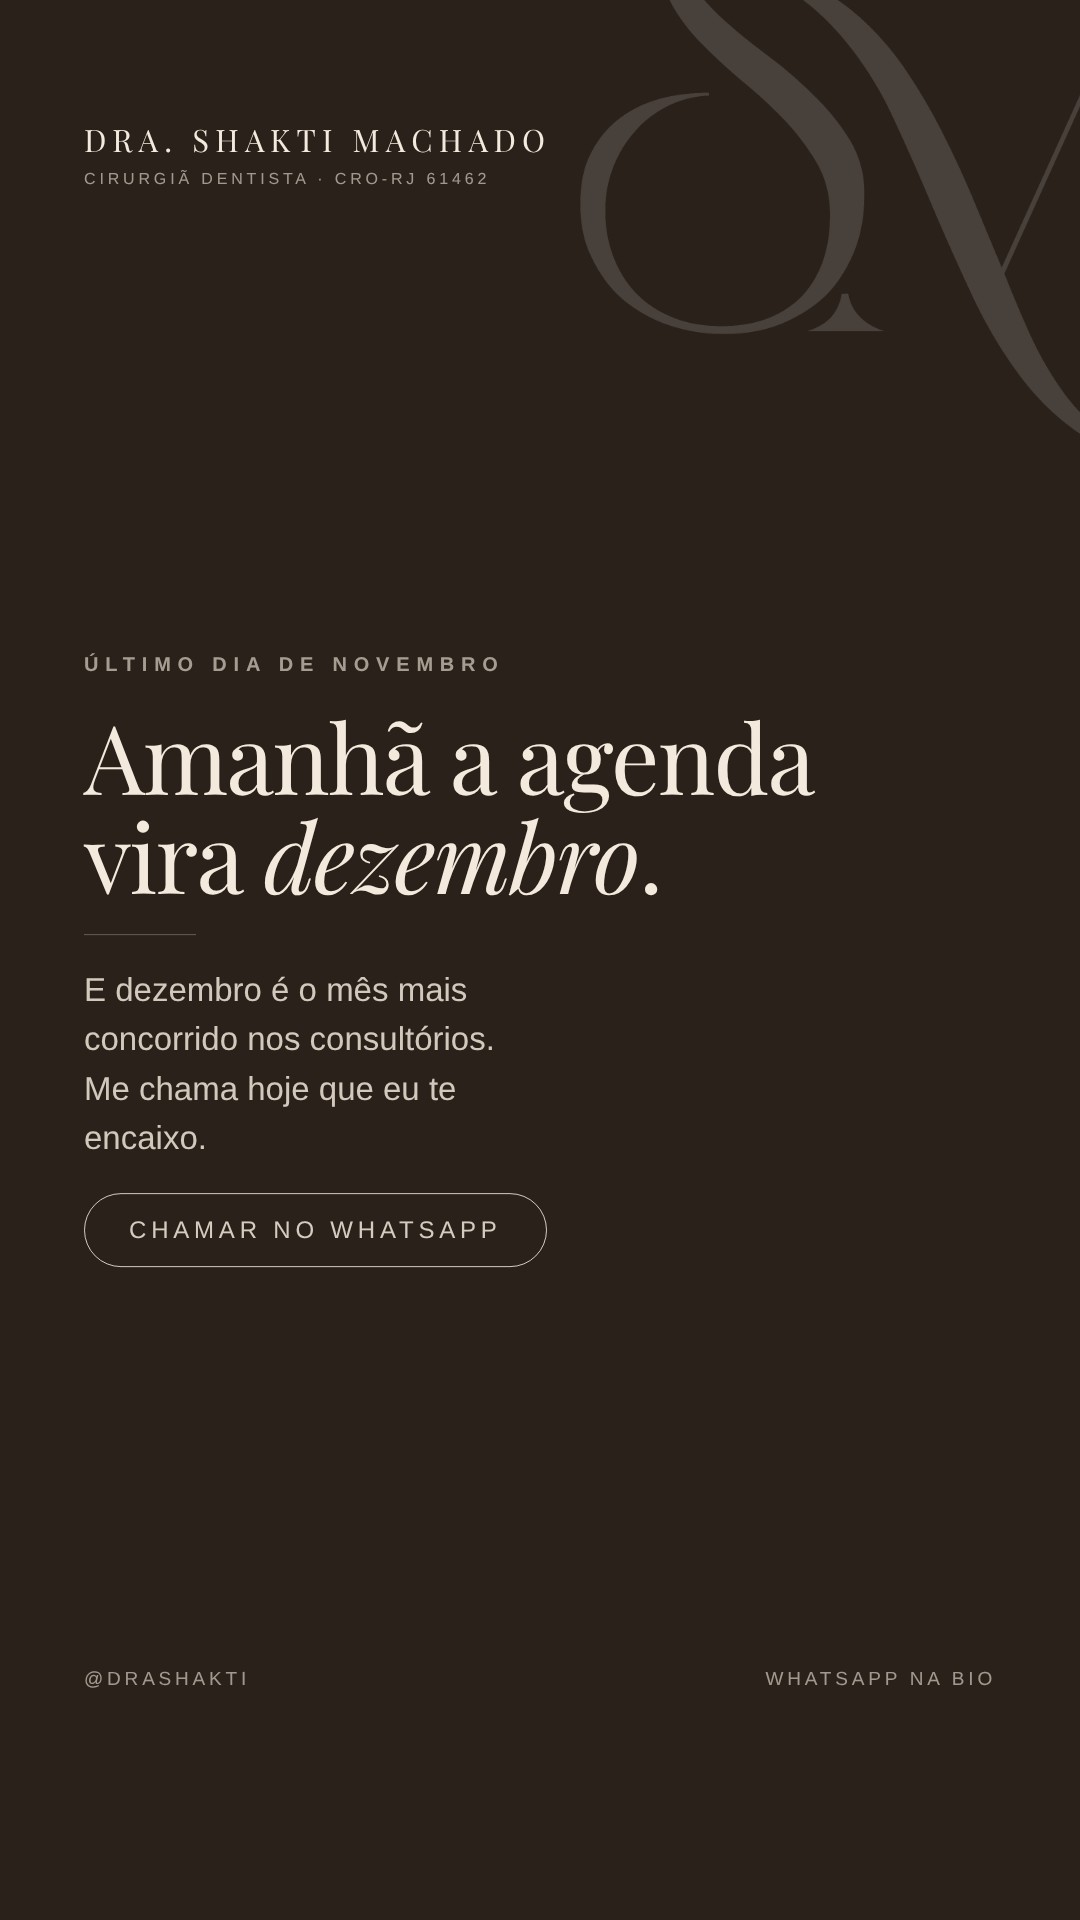 DRA. SHAKTI MACHADO
CIRURGIÃ DENTISTA · CRO-RJ 61462
ÚLTIMO DIA DE NOVEMBRO
Amanhã a agenda
vira dezembro.
E dezembro é o mês mais
concorrido nos consultórios.
Me chama hoje que eu te
encaixo.
CHAMAR NO WHATSAPP
@DRASHAKTI
WHATSAPP NA BIO